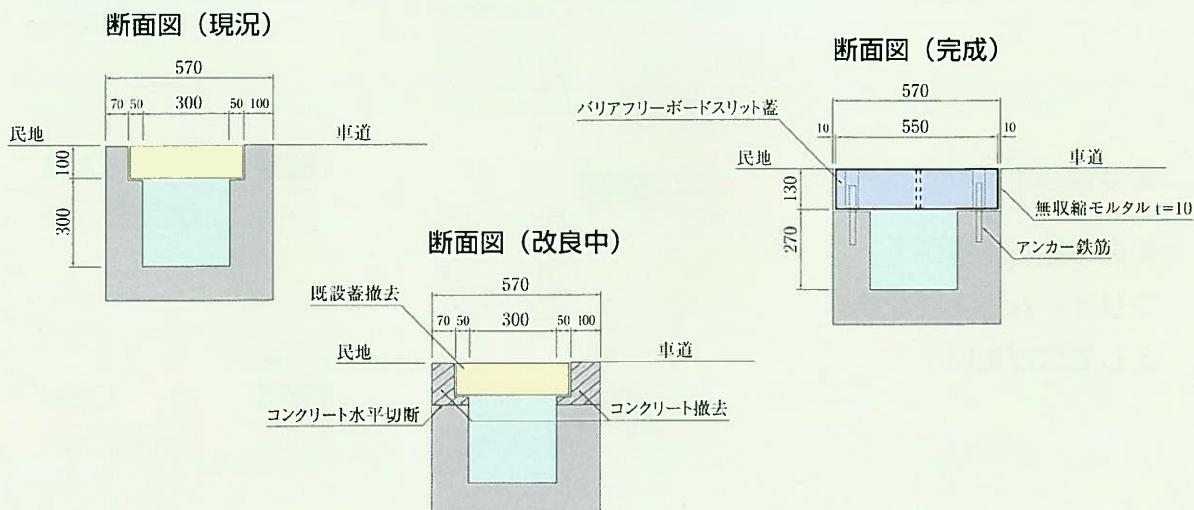 断面図（現況）
570
70 50 300 50 100
民地
車道
100
300
断面図（改良中）
既設蓋撤去
570
70 50 300 50 100
民地
車道
コンクリート水平切断
コンクリート撤去
断面図（完成）
570
バリアフリーボードスリット蓋
10 550 10
民地
車道
130
無収縮モルタル t=10
270
アンカー鉄筋